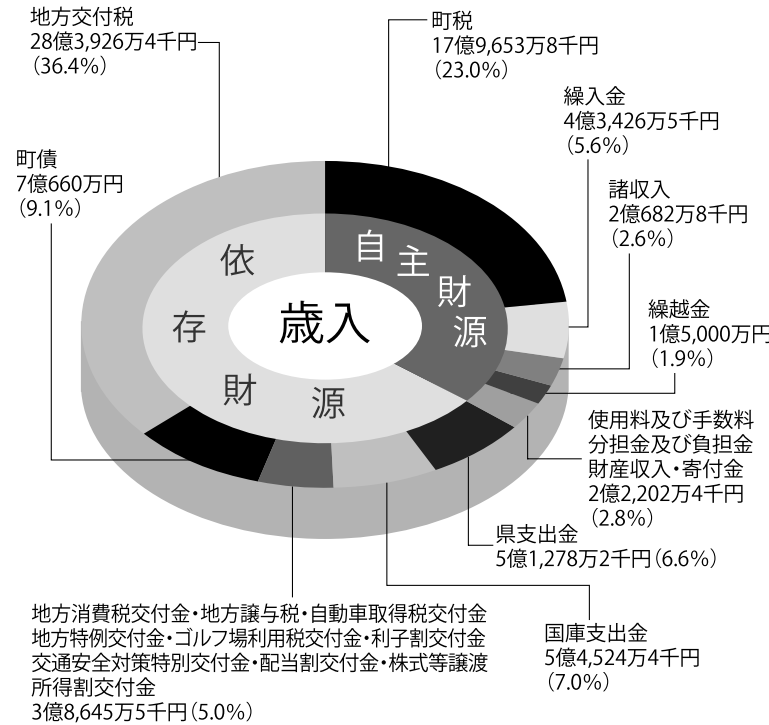 地方交付税
28億3,926万4千円
（36.4％）
町税
17億9,653万8千円
（23.0％）
繰入金
4億3,426万5千円
（5.6％）
諸収入
2億682万8千円
（2.6％）
繰越金
1億5,000万円
（1.9％）
使用料及び手数料
分担金及び負担金
財産収入・寄付金
2億2,202万4千円
（2.8％）
県支出金
5億1,278万2千円（6.6％）
国庫支出金
5億4,524万4千円
（7.0％）
地方消費税交付金・地方譲与税・自動車取得税交付金
地方特例交付金・ゴルフ場利用税交付金・利子割交付金
交通安全対策特別交付金・配当割交付金・株式等譲渡
所得割交付金
3億8,645万5千円（5.0％）
町債
7億660万円
（9.1％）
自主財源
依存財源
歳入